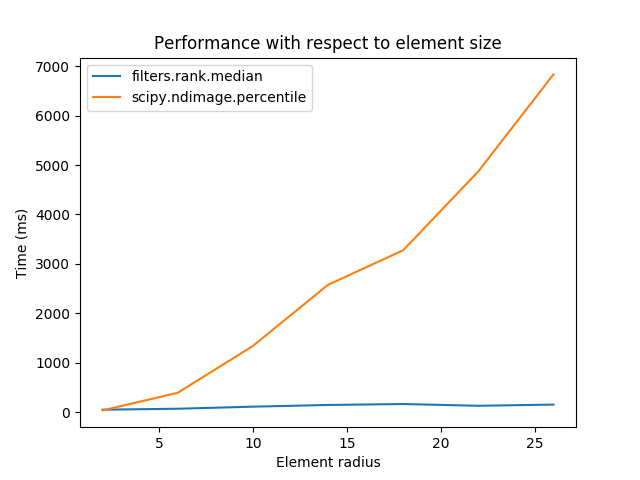 Performance with respect to element size
filters.rank.median
scipy.ndimage.percentile
Time (ms)
7000
6000
5000
4000
3000
2000
1000
0
5 10 15 20 25
Element radius